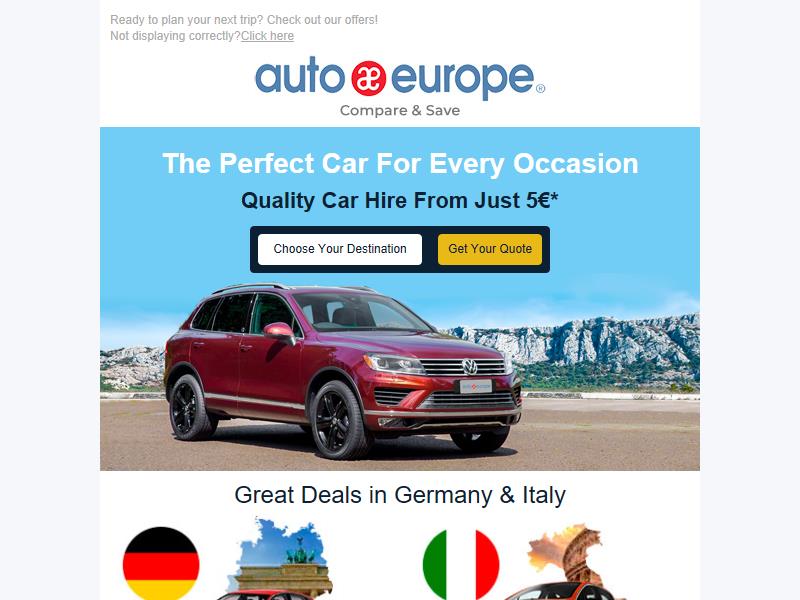 Ready to plan your next trip? Check out our offers!
Not displaying correctly?Click here
auto æ europe®
Compare & Save
The Perfect Car For Every Occasion
Quality Car Hire From Just 5€*
Choose Your Destination
Get Your Quote
auto europe
Great Deals in Germany & Italy